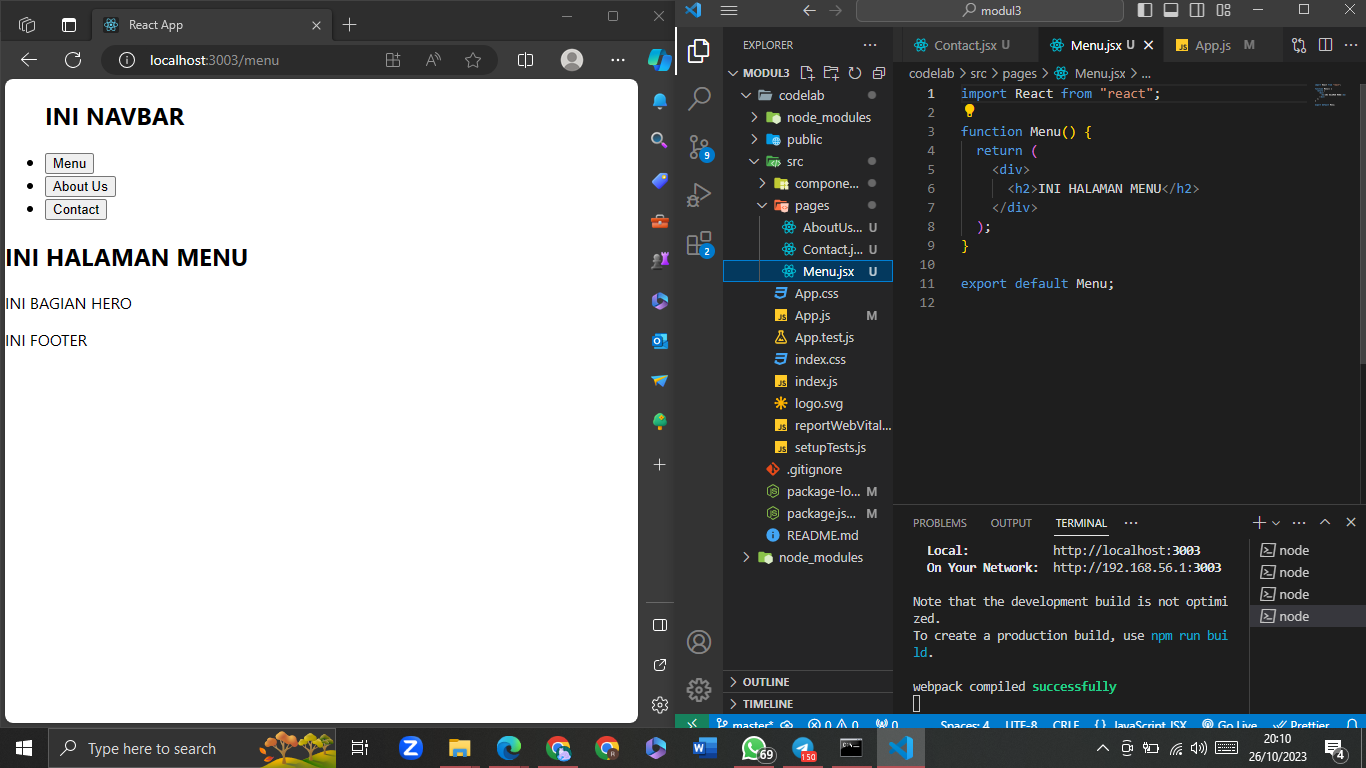 React App
localhost:3003/menu
INI NAVBAR
Menu
About Us
Contact
INI HALAMAN MENU
INI BAGIAN HERO
INI FOOTER
modul3
EXPLORER
MODUL3
codelab
node_modules
public
src
compone...
pages
AboutUs... U
Contact.j... U
Menu.jsx U
App.css
App.js M
App.test.js
index.css
index.js
logo.svg
reportWebVital...
setupTests.js
.gitignore
package-lo... M
package.js... M
README.md
node_modules
OUTLINE
TIMELINE
9
2
Contact.jsx U
Menu.jsx U
App.js M
codelab > src > pages > Menu.jsx > ...
1 import React from "react";
2
3 function Menu() {
4 return (
5 <div>
6 <h2>INI HALAMAN MENU</h2>
7 </div>
8 );
9 }
10
11 export default Menu;
12
PROBLEMS OUTPUT TERMINAL
Local: http://localhost:3003
On Your Network: http://192.168.56.1:3003
Note that the development build is not optimi
zed.
To create a production build, use npm run bui
ld.
webpack compiled successfully
node
node
node
node
master* 0 0 0 Spaces: 4 UTF-8 CRLF {} JavaScript JSX Go Live Prettier
Type here to search
69
150
20:10
26/10/2023
4